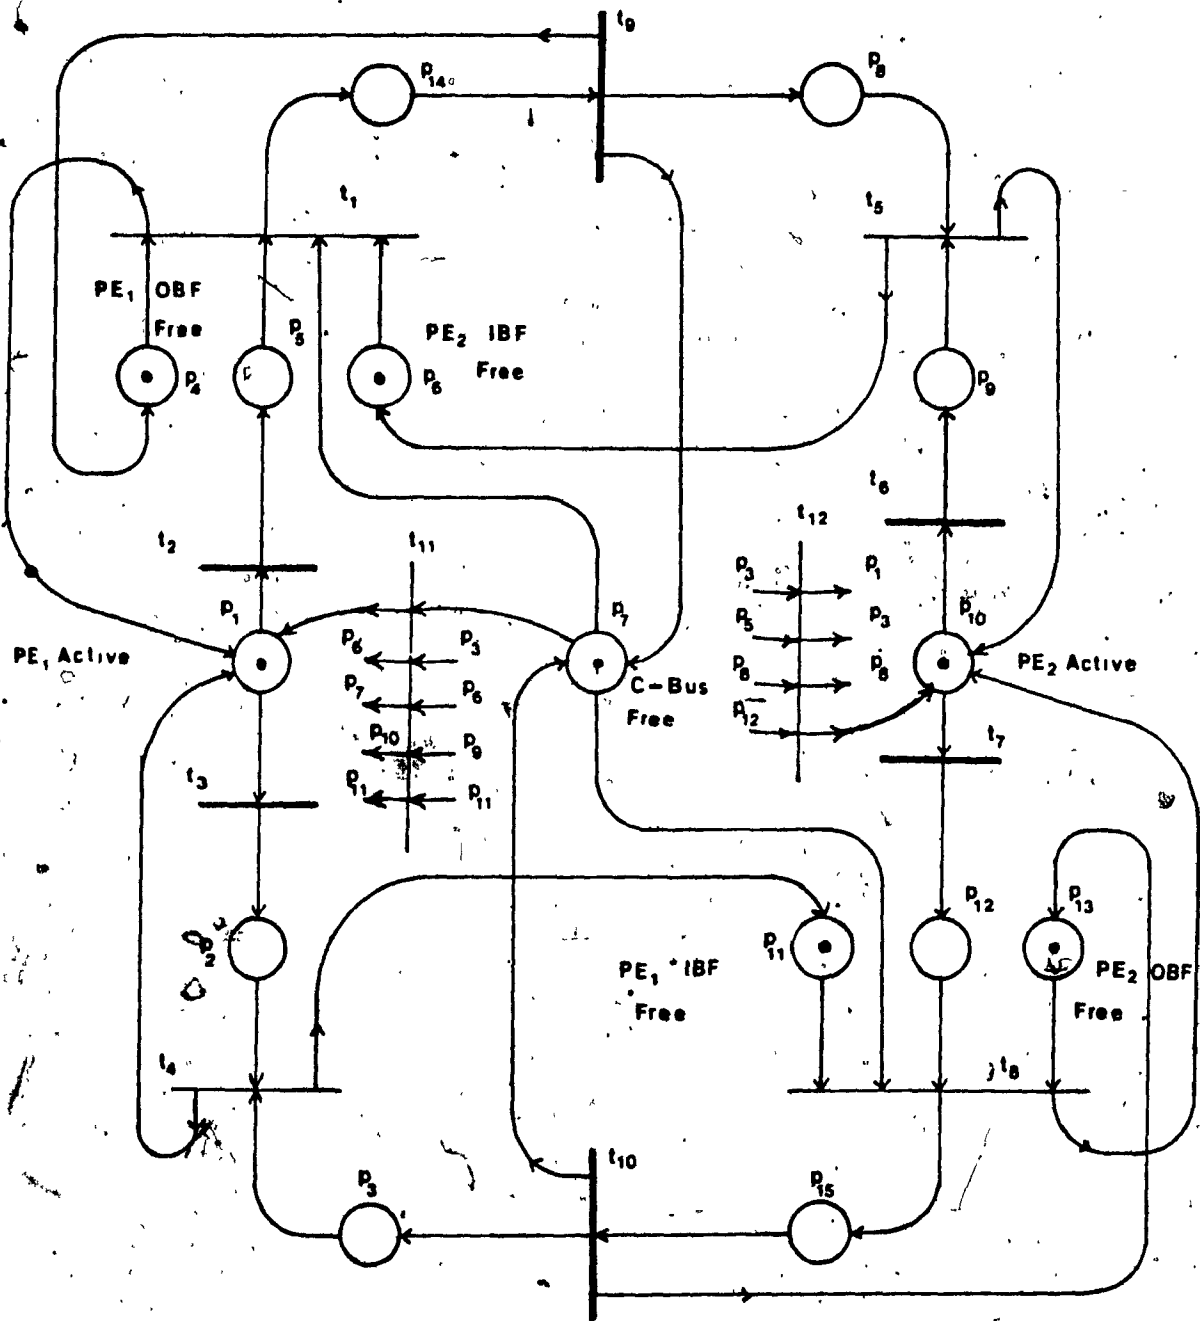 t9
p14
p8
t1
t5
PE1 OBF
Free
p5
PE2 IBF
Free
p4
p6
p9
t6
t12
t2
t11
p3 p1
p1
p7
p5 p3
p10
PE1 Active
p6 p3
p8 p8
PE2 Active
p7 p6
C-Bus
Free
p12
p10 p9
t7
t3
p11 p11
p12
p13
p2
p11
PE1 IBF
Free
PE2 OBF
Free
t4
t8
t10
p3
p15